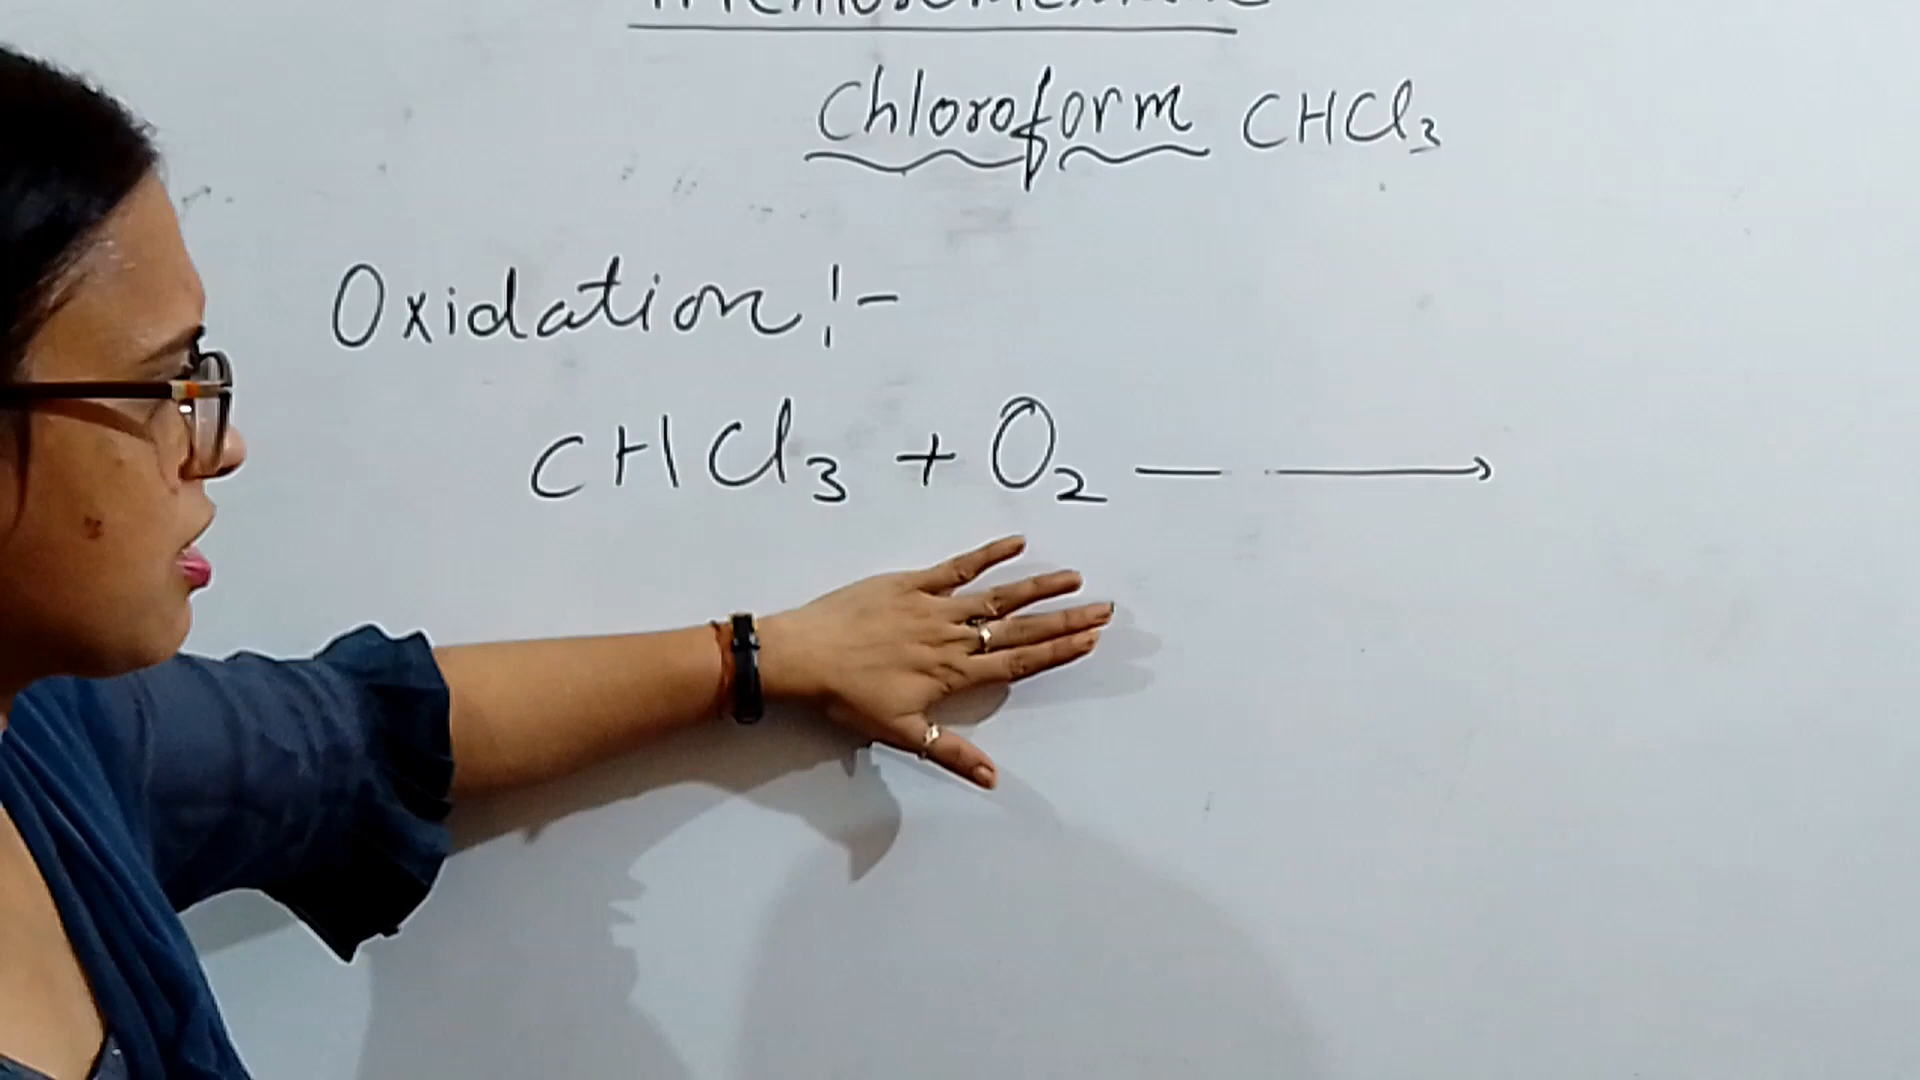 Chloroform CHCl₃
Oxidation :-
CHCl₃ + O₂ — ⟶